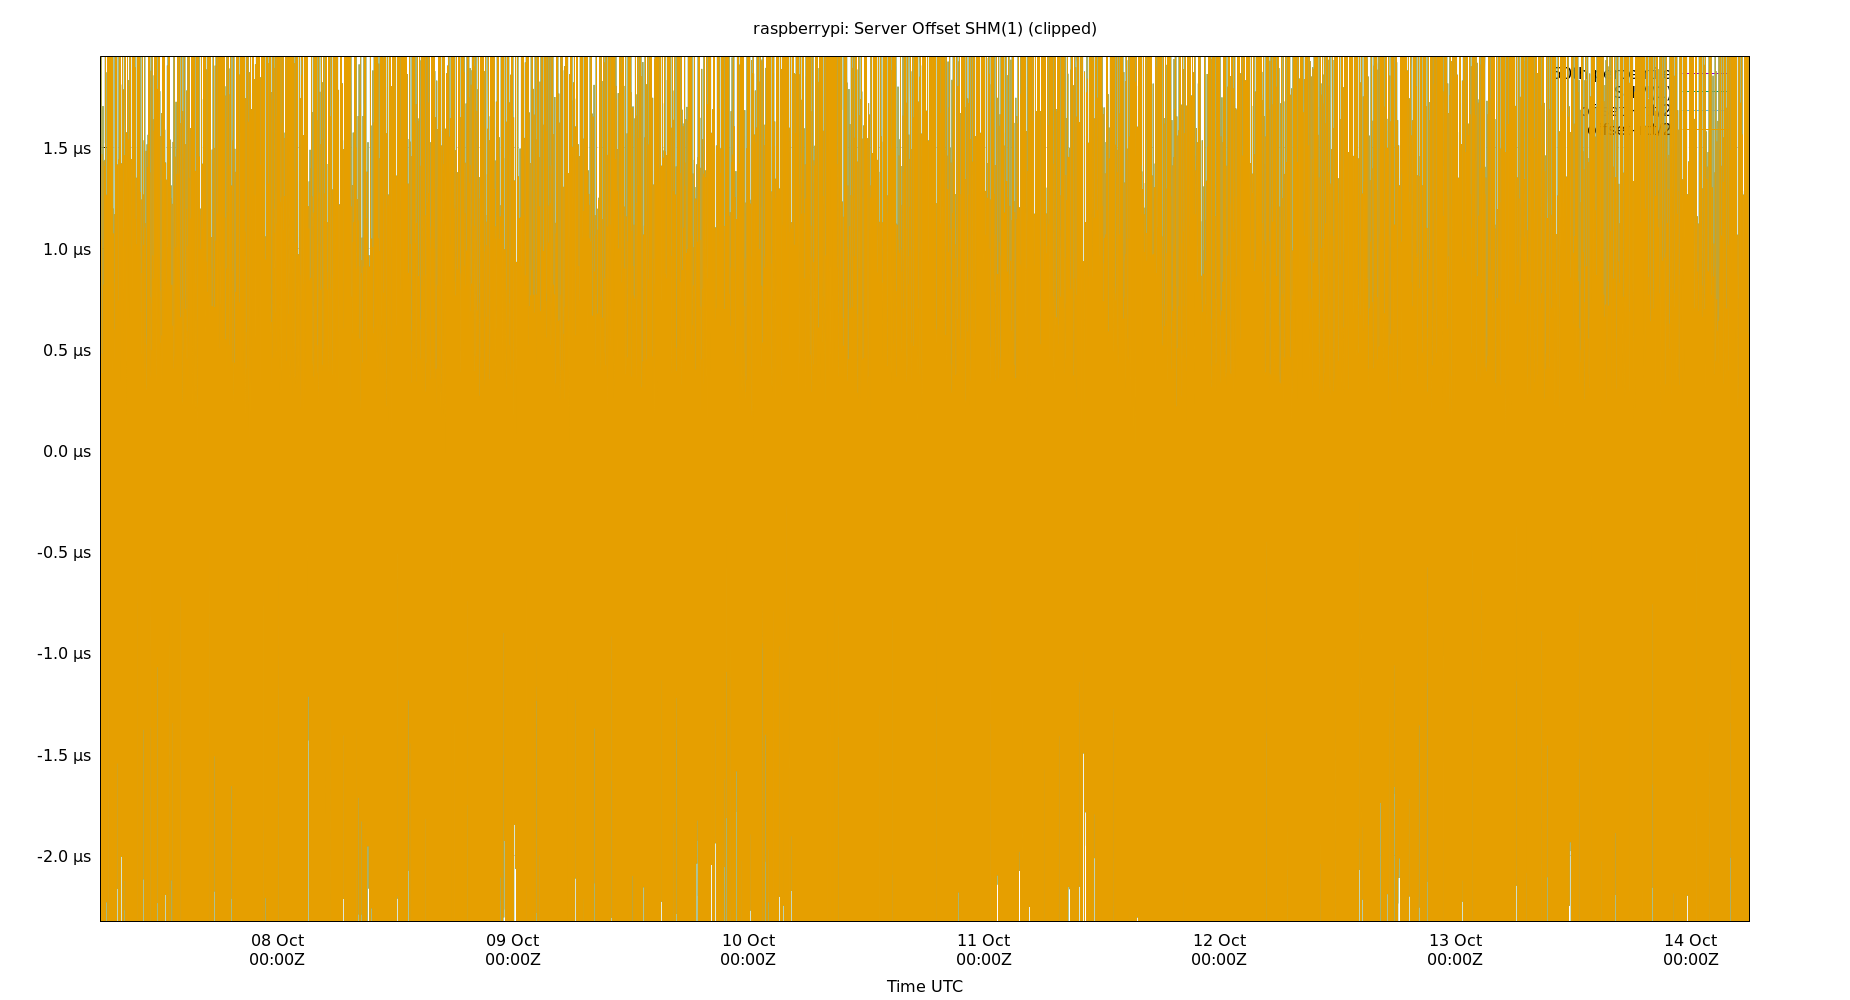 raspberrypi: Server Offset SHM(1) (clipped)
1.5 µs
1.0 µs
0.5 µs
0.0 µs
-0.5 µs
-1.0 µs
-1.5 µs
-2.0 µs
08 Oct 09 Oct 10 Oct 11 Oct 12 Oct 13 Oct 14 Oct
00:00Z 00:00Z 00:00Z 00:00Z 00:00Z 00:00Z 00:00Z
Time UTC